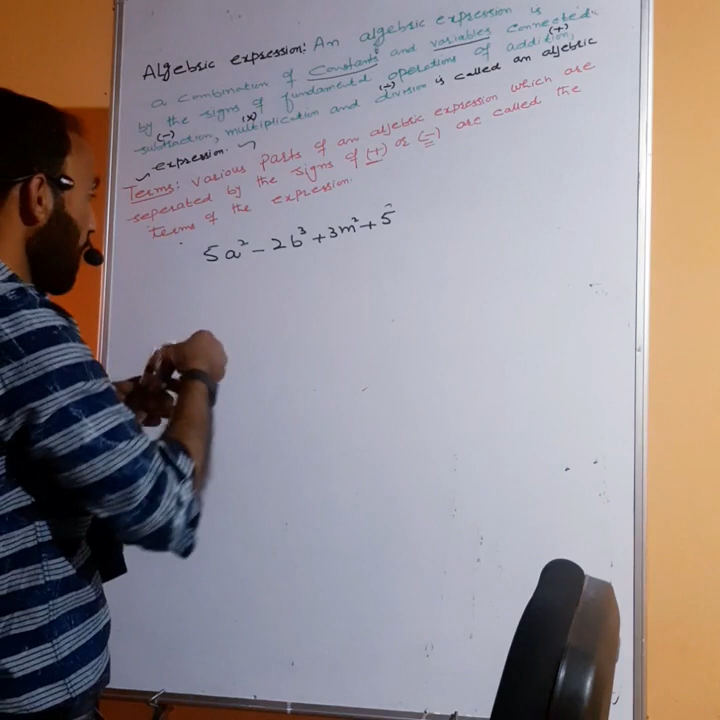 Algebric expression: An algebric expression is
a combination of Constants and variables connected
by the signs of fundamental operations of addition, (+)
(-) (x) (÷)
subtraction, multiplication and division is called an algebric
expression.
Terms: Various parts of an algebric expression which are
seperated by the signs of (+) or (-) are called the
terms of the expression.
5a² - 2b³ + 3m² + 5